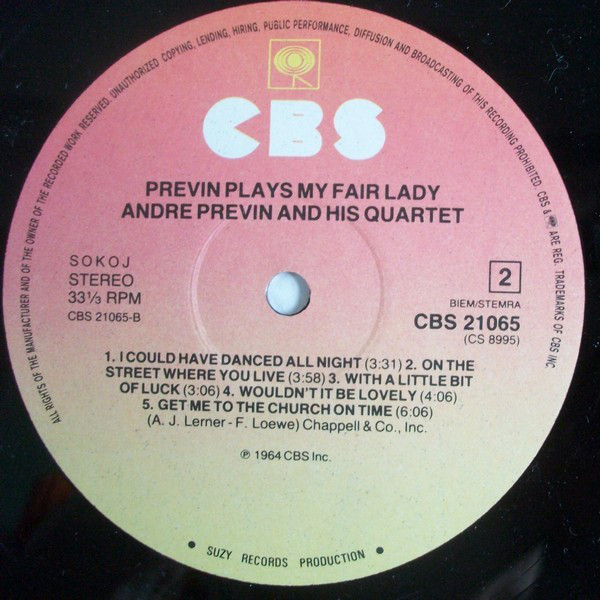 ALL RIGHTS OF THE MANUFACTURER AND OF THE OWNER OF THE RECORDED WORK RESERVED. UNAUTHORIZED COPYING, LENDING, HIRING, PUBLIC PERFORMANCE, DIFFUSION AND BROADCASTING OF THIS RECORDING PROHIBITED. CBS & ARE REG. TRADEMARKS OF CBS INC.
CBS
PREVIN PLAYS MY FAIR LADY
ANDRE PREVIN AND HIS QUARTET
SOKOJ
STEREO
33⅓ RPM
CBS 21065-B
2
BIEM/STEMRA
CBS 21065
(CS 8995)
1. I COULD HAVE DANCED ALL NIGHT (3:31) 2. ON THE
STREET WHERE YOU LIVE (3:58) 3. WITH A LITTLE BIT
OF LUCK (3:06) 4. WOULDN'T IT BE LOVELY (4:06)
5. GET ME TO THE CHURCH ON TIME (6:06)
(A. J. Lerner - F. Loewe) Chappell & Co., Inc.
℗ 1964 CBS Inc.
• SUZY RECORDS PRODUCTION •